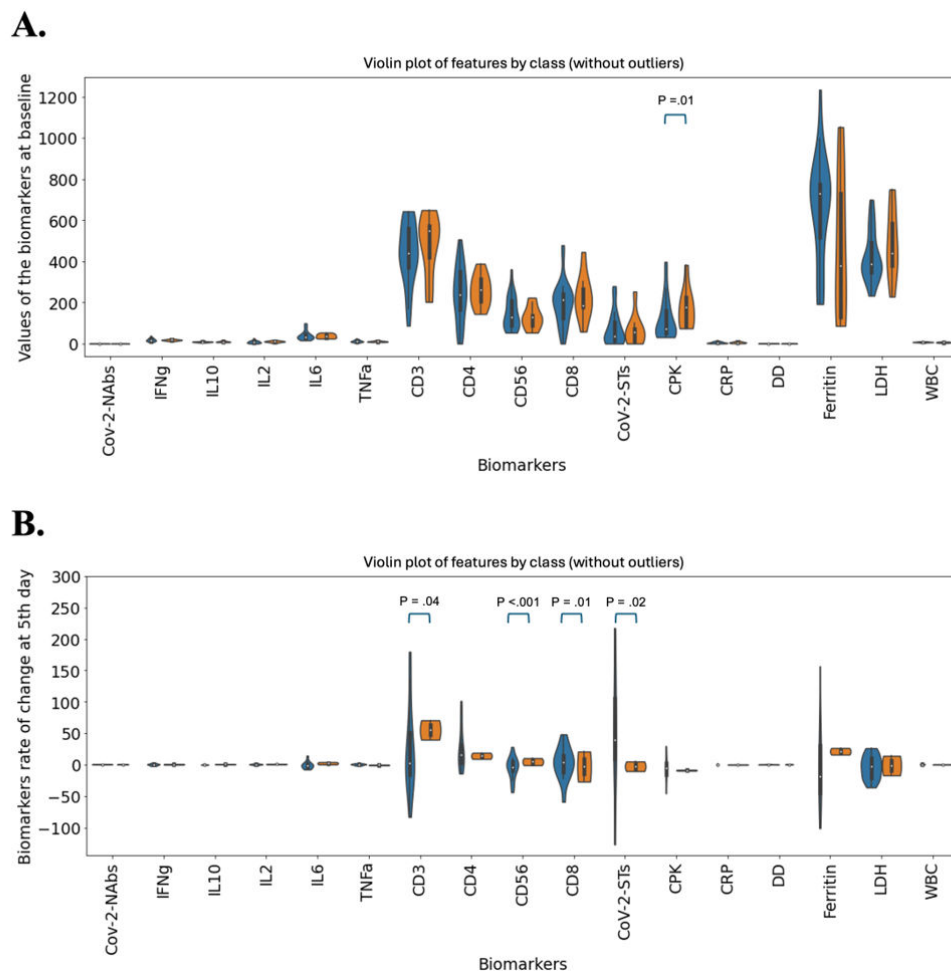 A.
Violin plot of features by class (without outliers)
P =.01
Values of the biomarkers at baseline
1200
1000
800
600
400
200
0
Cov-2-NAbs
IFNg
IL10
IL2
IL6
TNFa
CD3
CD4
CD56
CD8
CoV-2-STs
CPK
CRP
DD
Ferritin
LDH
WBC
Biomarkers
B.
Violin plot of features by class (without outliers)
P = .04
P <.001
P = .01
P = .02
Biomarkers rate of change at 5th day
300
250
200
150
100
50
0
−50
−100
Cov-2-NAbs
IFNg
IL10
IL2
IL6
TNFa
CD3
CD4
CD56
CD8
CoV-2-STs
CPK
CRP
DD
Ferritin
LDH
WBC
Biomarkers